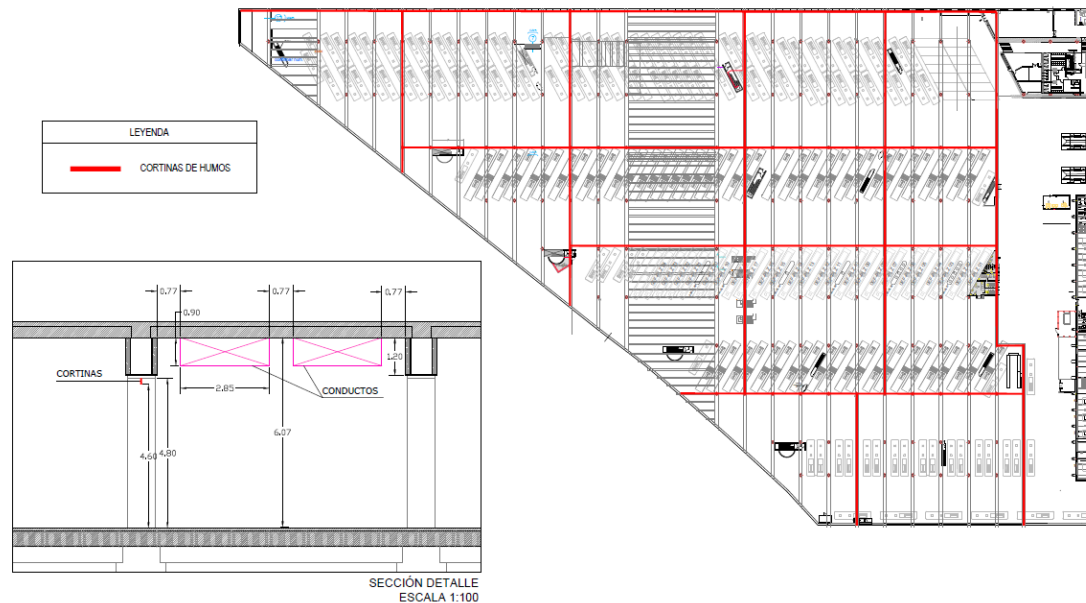 LEYENDA
CORTINAS DE HUMOS
0.77
0.77
0.77
0.90
1.20
CORTINAS
2.85
CONDUCTOS
6.07
4.60
4.80
SECCIÓN DETALLE
ESCALA 1:100